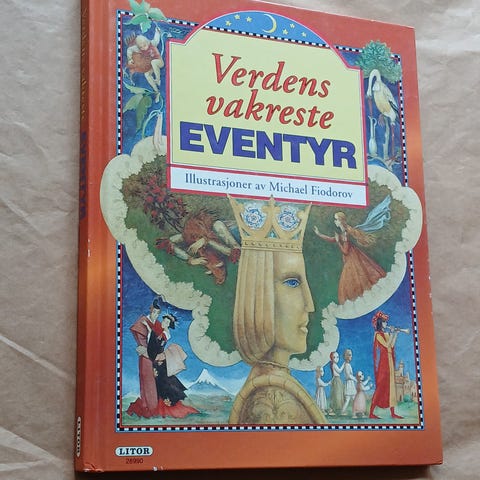 Verdens
vakreste
EVENTYR
Illustrasjoner av Michael Fiodorov
LITOR
28990